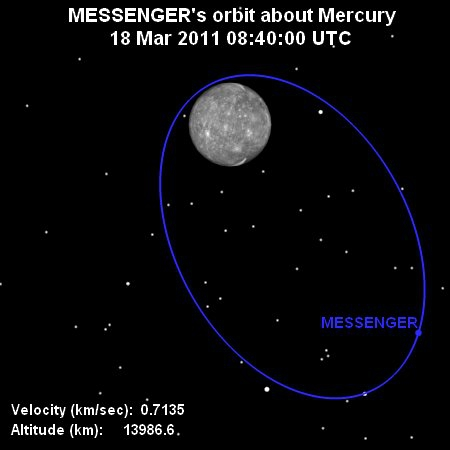 MESSENGER's orbit about Mercury
18 Mar 2011 08:40:00 UTC
MESSENGER
Velocity (km/sec): 0.7135
Altitude (km): 13986.6